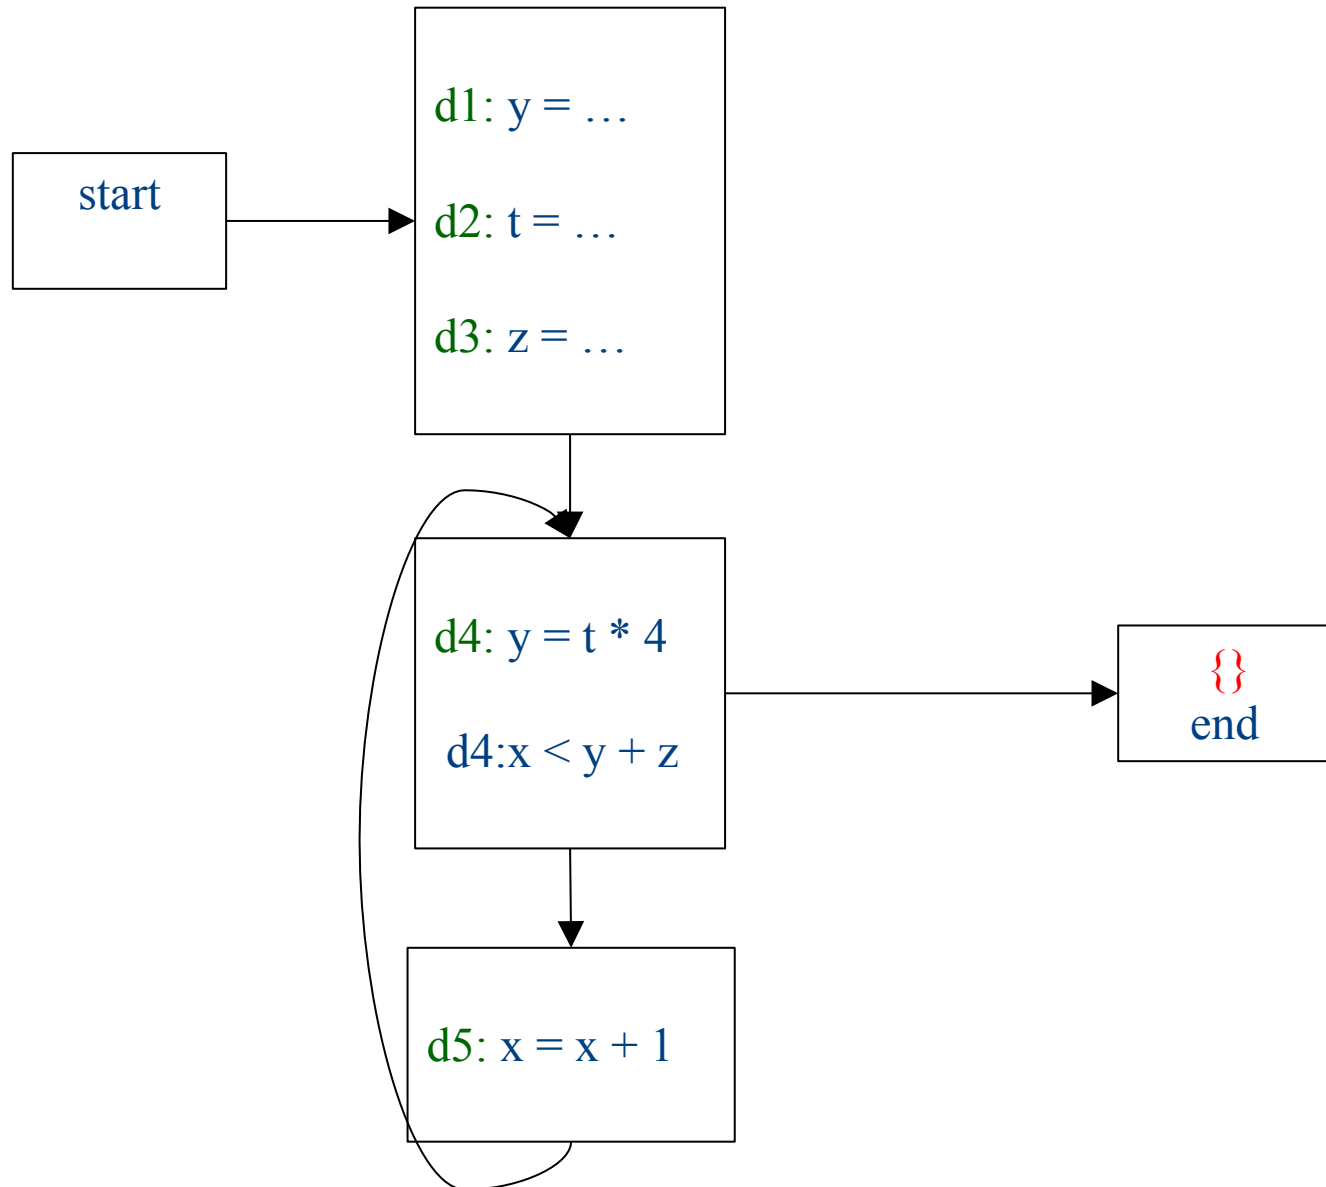 start
d1: y = …
d2: t = …
d3: z = …
d4: y = t * 4
d4:x < y + z
{}
end
d5: x = x + 1